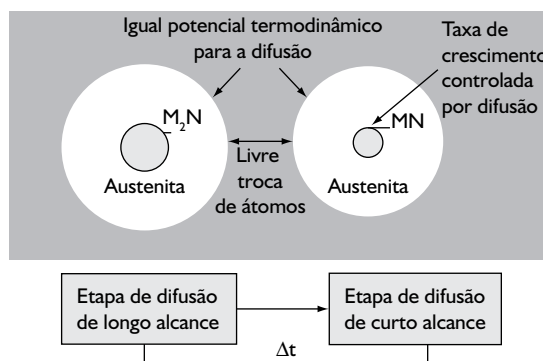 Igual potencial termodinâmico
para a difusão
Taxa de
crescimento
controlada
por difusão
M₂N
MN
Livre
troca
de átomos
Austenita
Austenita
Etapa de difusão
de longo alcance
Etapa de difusão
de curto alcance
Δt